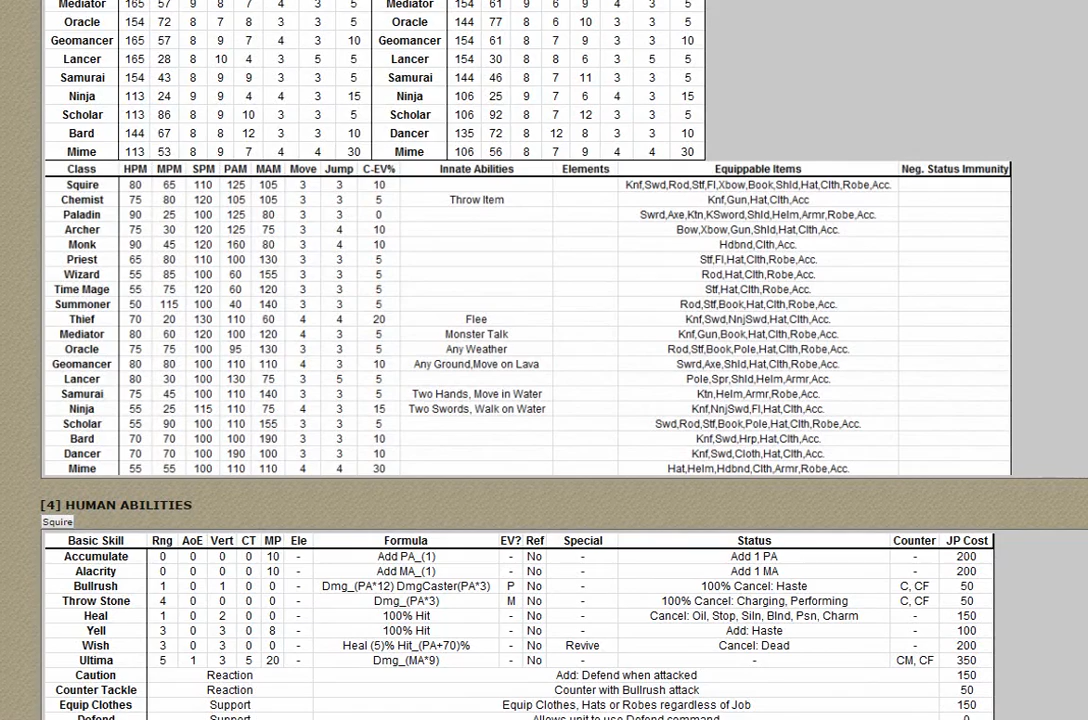 Mediator 165 57 9 8 7 4 3 5 Mediator 154 61 9 6 9 4 3 5
Oracle 154 72 8 7 8 3 3 5 Oracle 144 77 8 6 10 3 3 5
Geomancer 165 57 8 9 7 4 3 10 Geomancer 154 61 8 7 9 3 3 10
Lancer 165 28 8 10 4 3 5 5 Lancer 154 30 8 8 6 3 5 5
Samurai 154 43 8 9 9 3 3 5 Samurai 144 46 8 7 11 3 3 5
Ninja 113 24 9 9 4 4 3 15 Ninja 106 25 9 7 6 4 3 15
Scholar 113 86 8 9 10 3 3 5 Scholar 106 92 8 7 12 3 3 5
Bard 144 67 8 8 12 3 3 10 Dancer 135 72 8 12 8 3 3 10
Mime 113 53 8 9 7 4 4 30 Mime 106 56 8 7 9 4 4 30
Class HPM MPM SPM PAM MAM Move Jump C-EV% Innate Abilities Elements Equippable Items Neg. Status Immunity
Squire 80 65 110 125 105 3 3 10 Knf,Swd,Rod,Stf,Fl,Xbow,Book,Shld,Hat,Clth,Robe,Acc.
Chemist 75 80 120 105 105 3 3 5 Throw Item Knf,Gun,Hat,Clth,Acc
Paladin 90 25 100 125 80 3 3 0 Swrd,Axe,Ktn,KSword,Shld,Helm,Armr,Robe,Acc.
Archer 75 30 120 125 75 3 4 10 Bow,Xbow,Gun,Shld,Hat,Clth,Acc.
Monk 90 45 120 160 80 3 4 10 Hdbnd,Clth,Acc.
Priest 65 80 110 100 130 3 3 5 Stf,Fl,Hat,Clth,Robe,Acc.
Wizard 55 85 100 60 155 3 3 5 Rod,Hat,Clth,Robe,Acc.
Time Mage 55 75 120 60 120 3 3 5 Stf,Hat,Clth,Robe,Acc.
Summoner 50 115 100 40 140 3 3 5 Rod,Stf,Book,Hat,Clth,Robe,Acc.
Thief 70 20 130 110 60 4 4 20 Flee Knf,Swd,NnjSwd,Hat,Clth,Acc.
Mediator 80 60 120 100 120 4 3 5 Monster Talk Knf,Gun,Book,Hat,Clth,Robe,Acc.
Oracle 75 75 100 95 130 3 3 5 Any Weather Rod,Stf,Book,Pole,Hat,Clth,Robe,Acc.
Geomancer 80 80 100 110 110 4 3 10 Any Ground,Move on Lava Swrd,Axe,Shld,Hat,Clth,Robe,Acc.
Lancer 80 30 100 130 75 3 5 5 Pole,Spr,Shld,Helm,Armr,Acc.
Samurai 75 45 100 110 140 3 3 5 Two Hands, Move in Water Ktn,Helm,Armr,Robe,Acc.
Ninja 55 25 115 110 75 4 3 15 Two Swords, Walk on Water Knf,NnjSwd,Fl,Hat,Clth,Acc.
Scholar 55 90 100 110 155 3 3 5 Swd,Rod,Stf,Book,Pole,Hat,Clth,Robe,Acc.
Bard 70 70 100 100 190 3 3 10 Knf,Swd,Hrp,Hat,Clth,Acc.
Dancer 70 70 100 190 100 3 3 10 Knf,Swd,Cloth,Hat,Clth,Acc.
Mime 55 55 100 110 110 4 4 30 Hat,Helm,Hdbnd,Clth,Armr,Robe,Acc.
[4] HUMAN ABILITIES
Squire
Basic Skill Rng AoE Vert CT MP Ele Formula EV? Ref Special Status Counter JP Cost
Accumulate 0 0 0 0 10 - Add PA_(1) - No - Add 1 PA - 200
Alacrity 0 0 0 0 10 - Add MA_(1) - No - Add 1 MA - 200
Bullrush 1 0 1 0 0 - Dmg_(PA*12) DmgCaster(PA*3) P No - 100% Cancel: Haste C, CF 50
Throw Stone 4 0 0 0 0 - Dmg_(PA*3) M No - 100% Cancel: Charging, Performing C, CF 50
Heal 1 0 2 0 0 - 100% Hit - No - Cancel: Oil, Stop, Siln, Blnd, Psn, Charm - 150
Yell 3 0 3 0 8 - 100% Hit - No - Add: Haste - 100
Wish 3 0 3 0 0 - Heal (5)% Hit_(PA+70)% - No Revive Cancel: Dead - 200
Ultima 5 1 3 5 20 - Dmg_(MA*9) - No - - CM, CF 350
Caution Reaction Add: Defend when attacked 150
Counter Tackle Reaction Counter with Bullrush attack 50
Equip Clothes Support Equip Clothes, Hats or Robes regardless of Job 150
Defend Support Allows unit to use Defend command 0